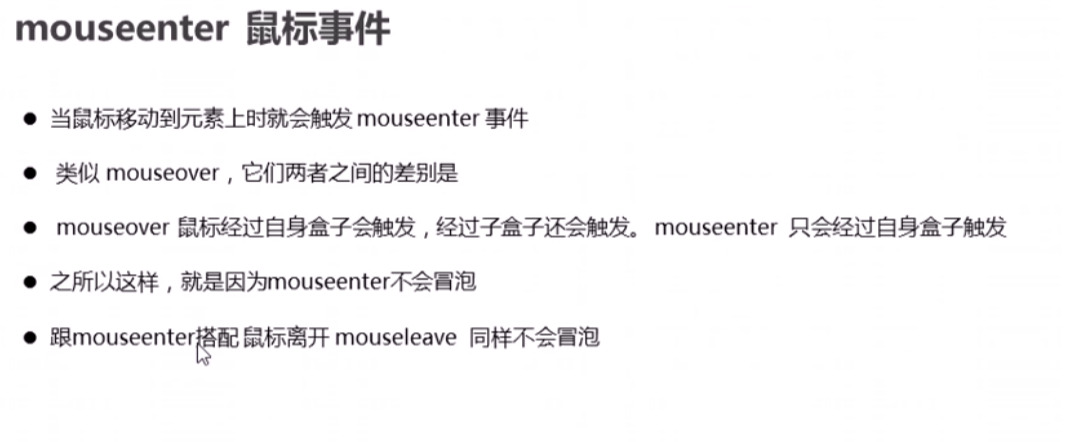 mouseenter 鼠标事件
● 当鼠标移动到元素上时就会触发 mouseenter 事件
● 类似 mouseover，它们两者之间的差别是
● mouseover 鼠标经过自身盒子会触发，经过子盒子还会触发。 mouseenter 只会经过自身盒子触发
● 之所以这样，就是因为mouseenter不会冒泡
● 跟mouseenter搭配 鼠标离开 mouseleave 同样不会冒泡